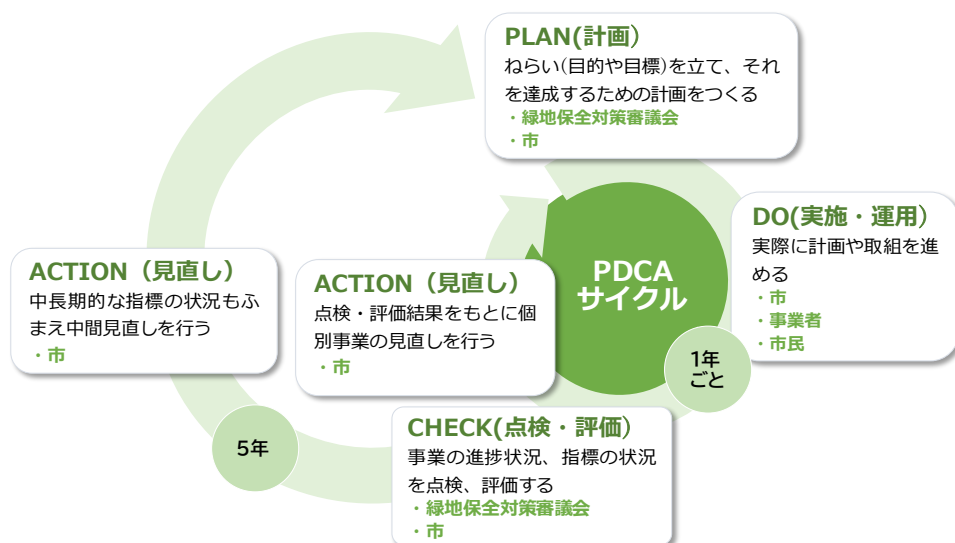 PLAN(計画)
ねらい(目的や目標)を立て、それ
を達成するための計画をつくる
・緑地保全対策審議会
・市
DO(実施・運用)
実際に計画や取組を進
める
・市
・事業者
・市民
PDCA
サイクル
1年
ごと
CHECK(点検・評価)
事業の進捗状況、指標の状況
を点検、評価する
・緑地保全対策審議会
・市
ACTION(見直し)
点検・評価結果をもとに個
別事業の見直しを行う
・市
ACTION(見直し)
中長期的な指標の状況もふ
まえ中間見直しを行う
・市
5年